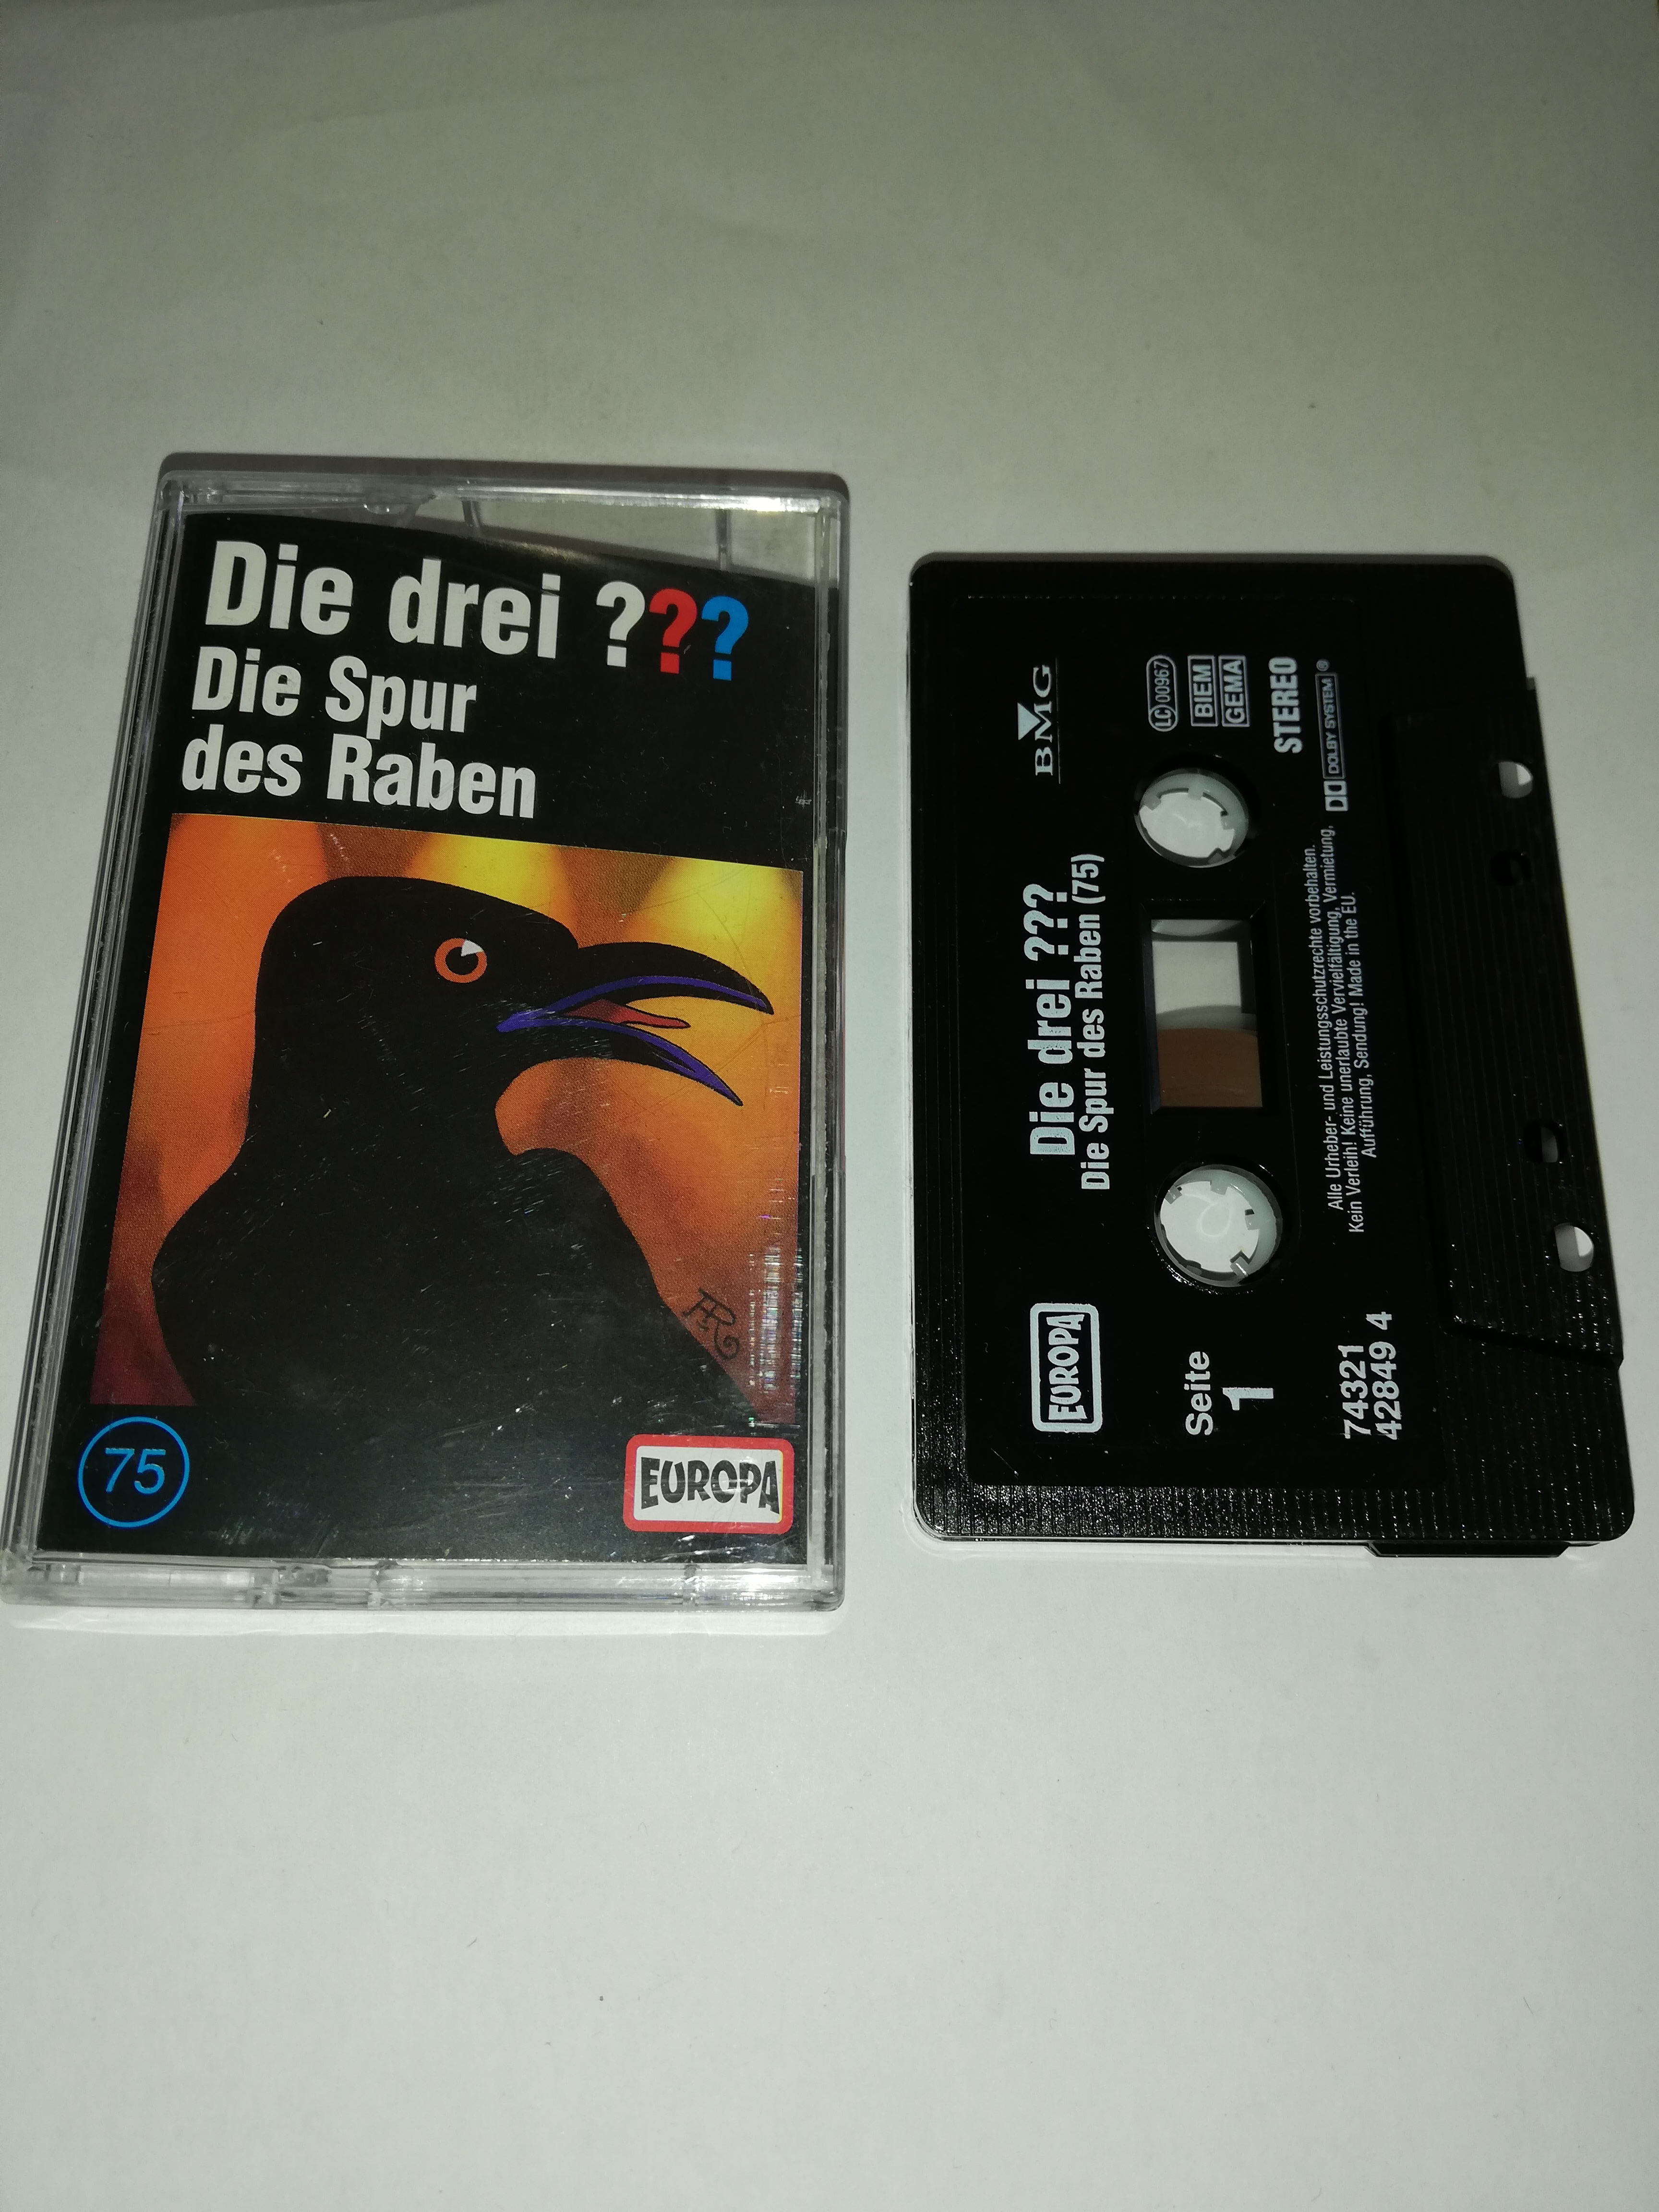 Die drei ???
Die Spur
des Raben
AR
75
EUROPA
BMG
LC 00967
BIEM
GEMA
STEREO
DOLBY SYSTEM ®
Die drei ???
Die Spur des Raben (75)
EUROPA
Seite
1
74321
42849 4
Alle Urheber- und Leistungsschutzrechte vorbehalten.
Kein Verleih! Keine unerlaubte Vervielfältigung, Vermietung,
Aufführung, Sendung! Made in the EU.